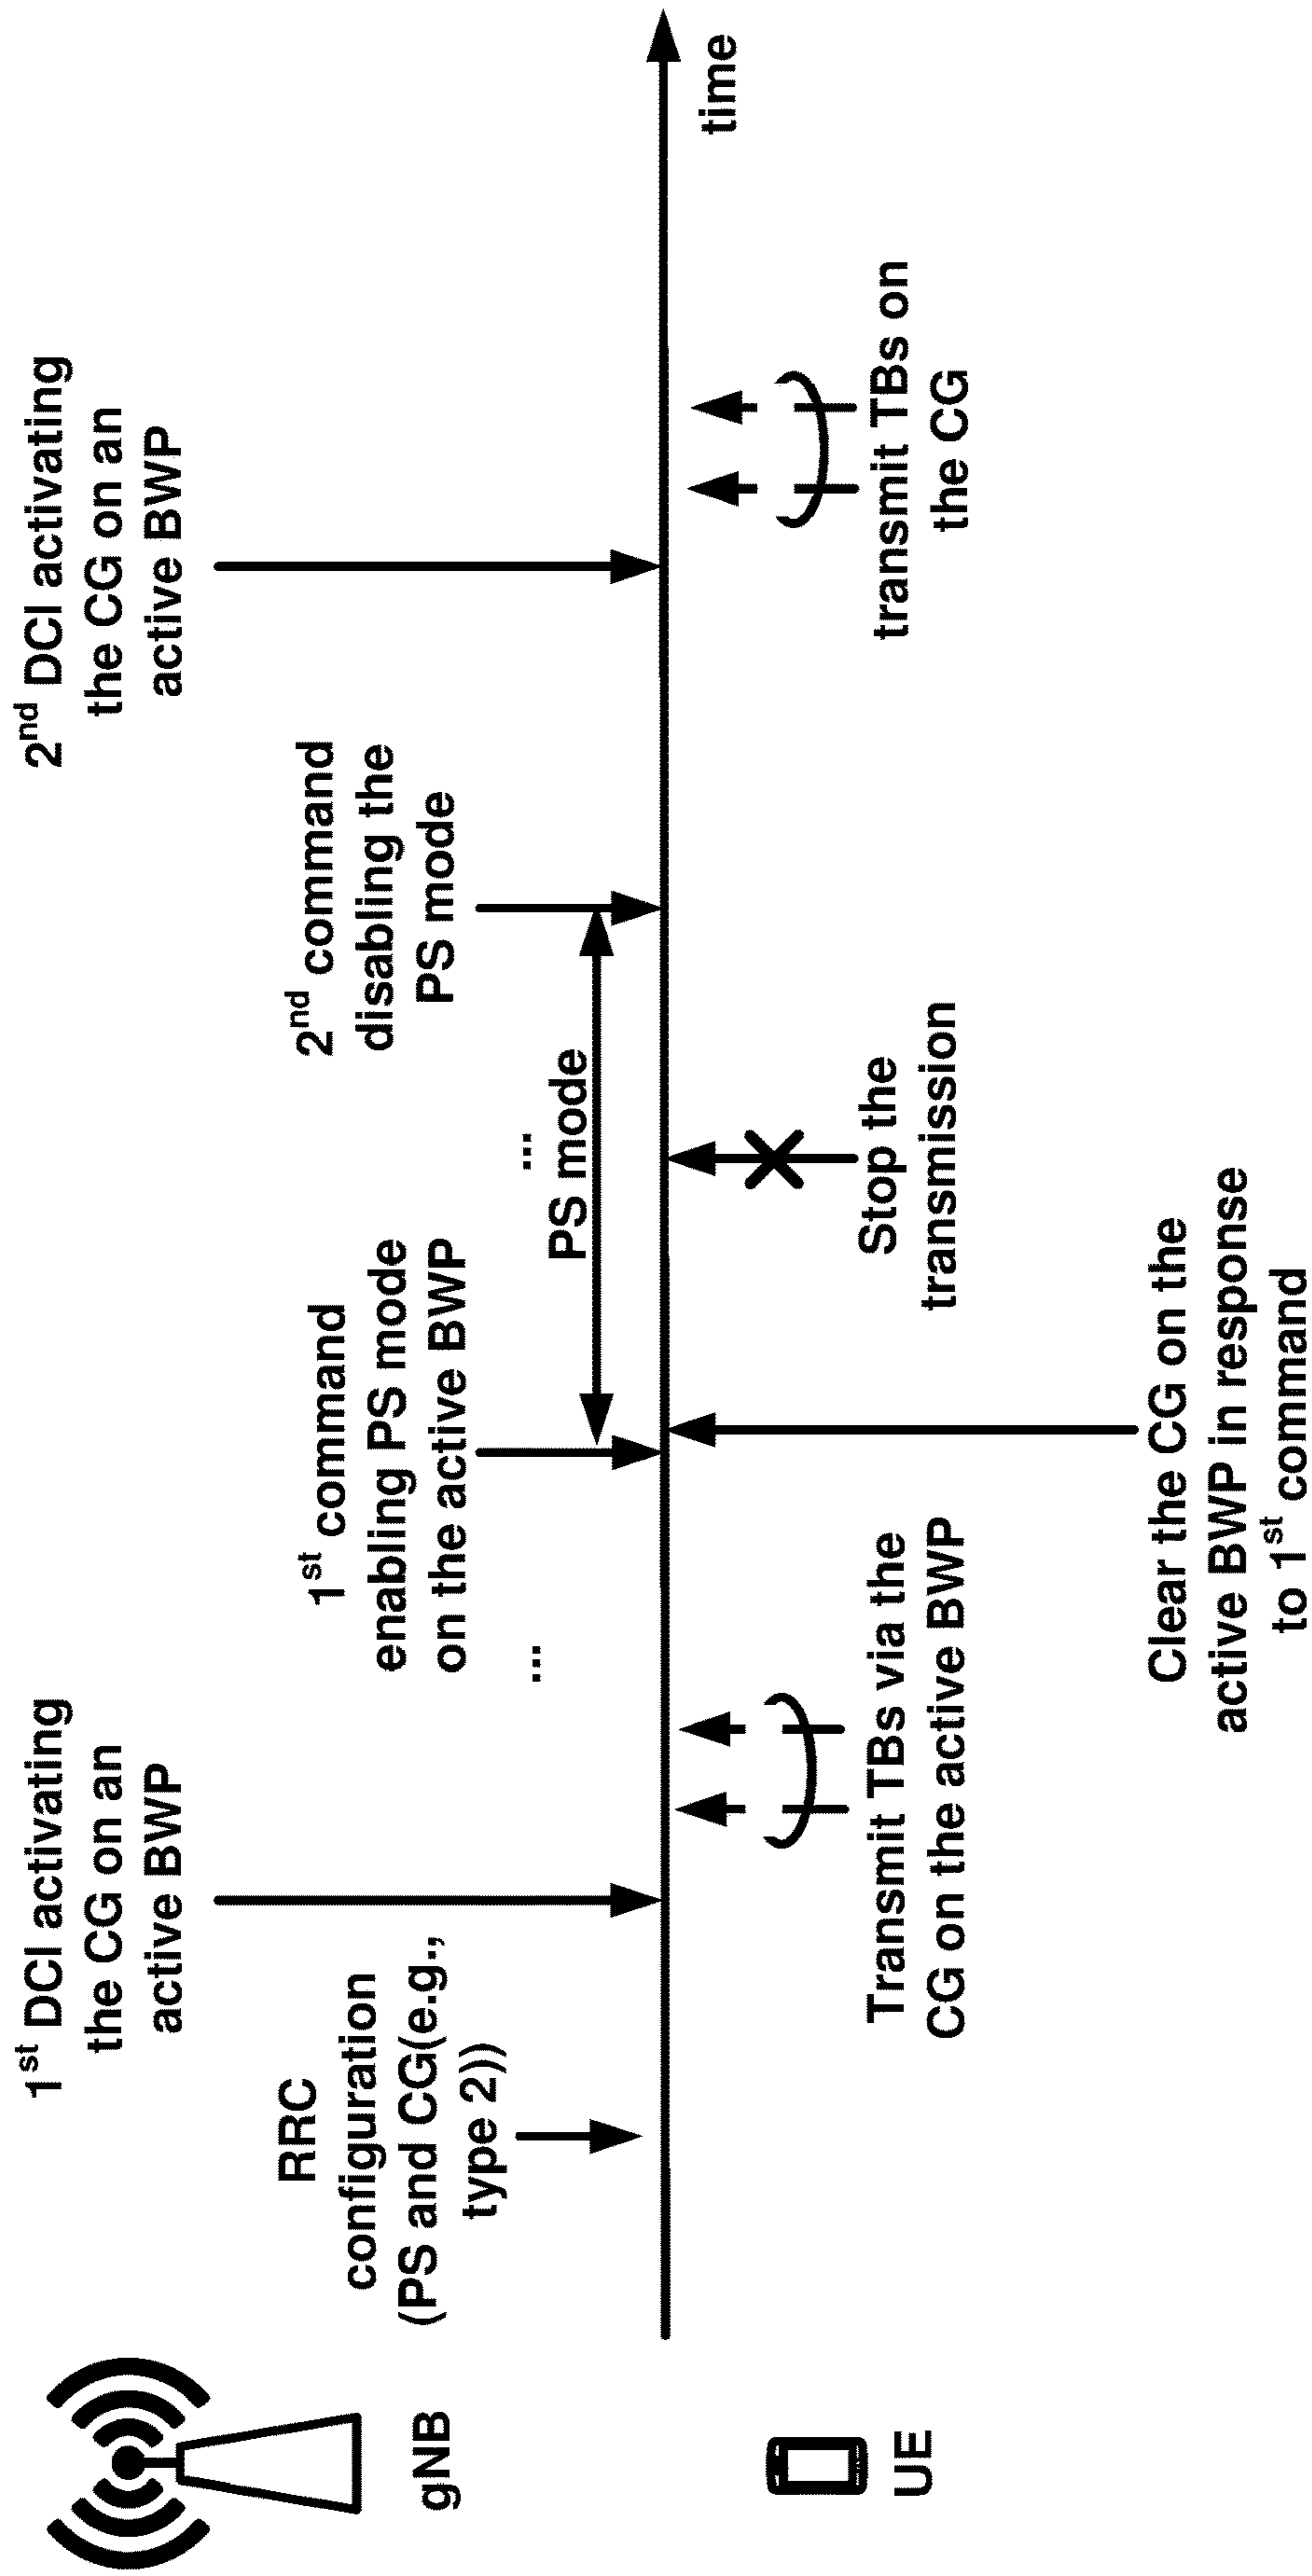 1st DCI activating
the CG on an
active BWP
2nd DCI activating
the CG on an
active BWP
RRC
configuration
(PS and CG(e.g.,
type 2))
1st command
enabling PS mode
on the active BWP
2nd command
disabling the
PS mode
...
...
PS mode
gNB
time
UE
Transmit TBs via the
CG on the active BWP
Stop the
transmission
transmit TBs on
the CG
Clear the CG on the
active BWP in response
to 1st command